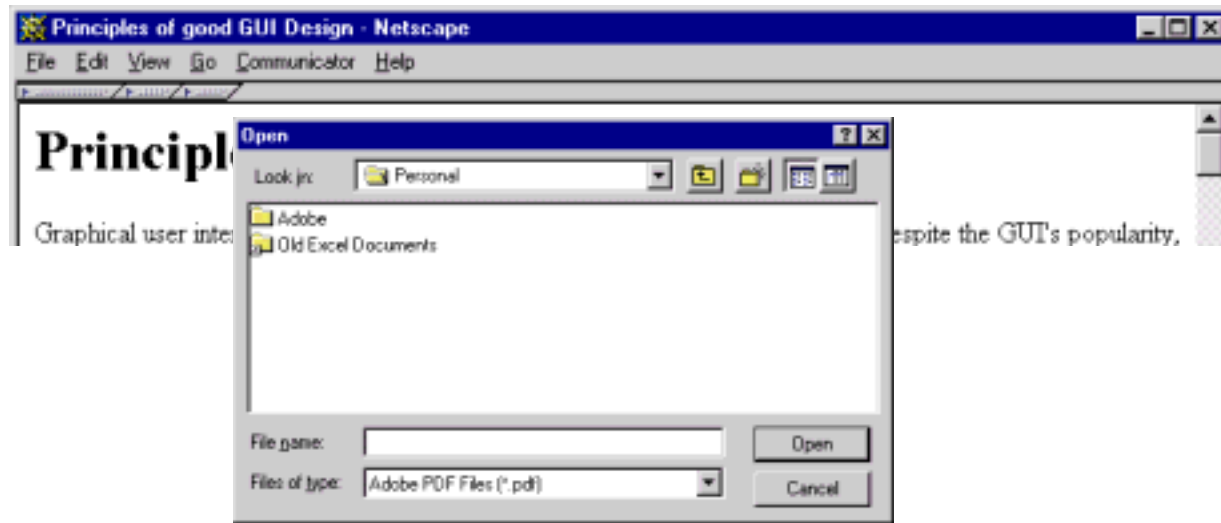 Principles of good GUI Design - Netscape
File Edit View Go Communicator Help
Principl
Open
Look in: Personal
Graphical user inter
espite the GUI's popularity,
Adobe
Old Excel Documents
File name: Open
Files of type: Adobe PDF Files (*.pdf) Cancel